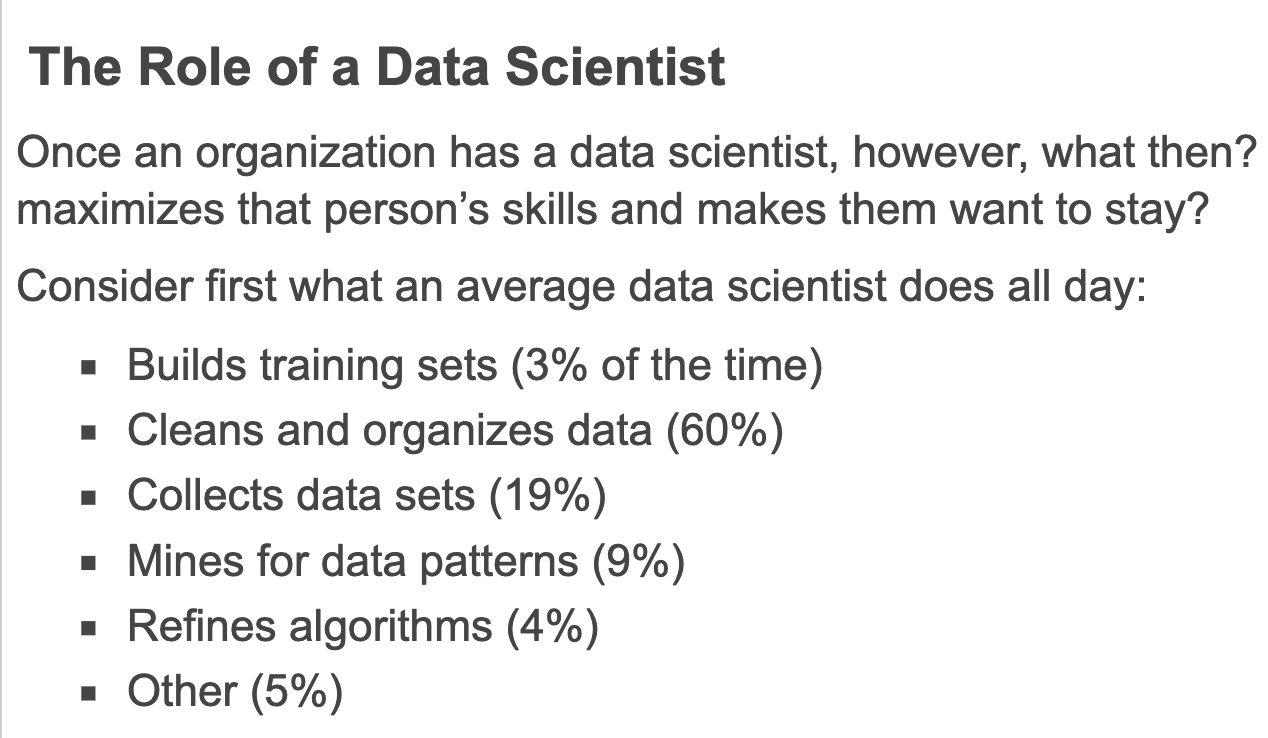 The Role of a Data Scientist
Once an organization has a data scientist, however, what then?
maximizes that person’s skills and makes them want to stay?
Consider first what an average data scientist does all day:
▪ Builds training sets (3% of the time)
▪ Cleans and organizes data (60%)
▪ Collects data sets (19%)
▪ Mines for data patterns (9%)
▪ Refines algorithms (4%)
▪ Other (5%)